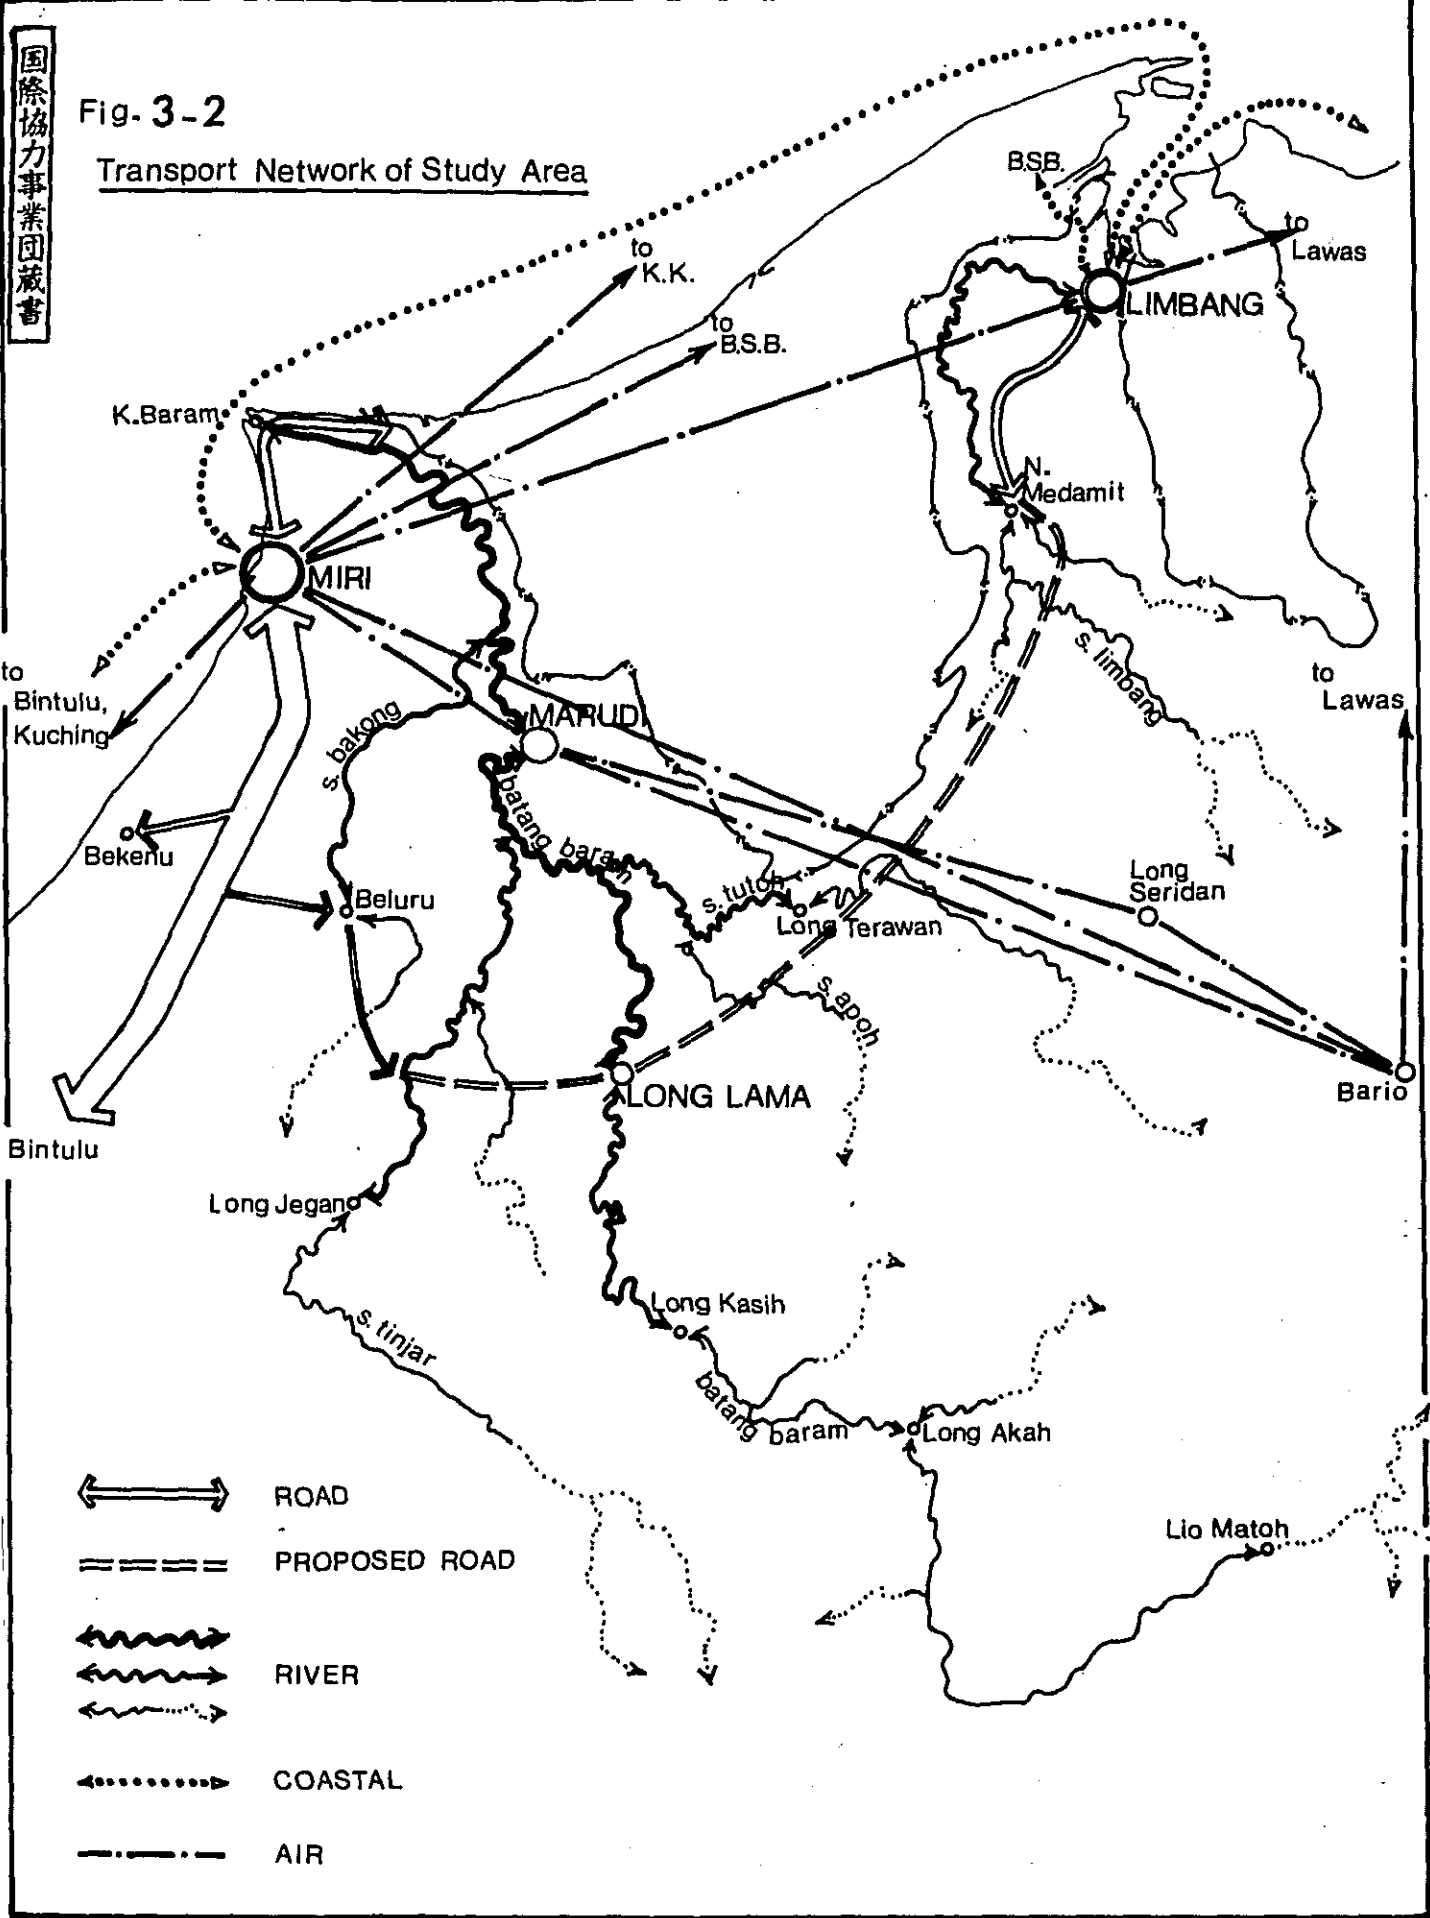 国際協力事業団蔵書
Fig. 3-2
Transport Network of Study Area
B.S.B.
to
Lawas
to
K.K.
LIMBANG
to
B.S.B.
K.Baram
N.
Medamit
MIRI
s. limbang
to
Bintulu,
Kuching
to
Lawas
MARUDI
s. bakong
batang baram
Bekenu
Beluru
s. tutoh
Long Terawan
Long
Seridan
s. apoh
LONG LAMA
Bario
Bintulu
Long Jegan
Long Kasih
s. tinjar
batang baram
Long Akah
Lio Matoh
ROAD
PROPOSED ROAD
RIVER
COASTAL
AIR